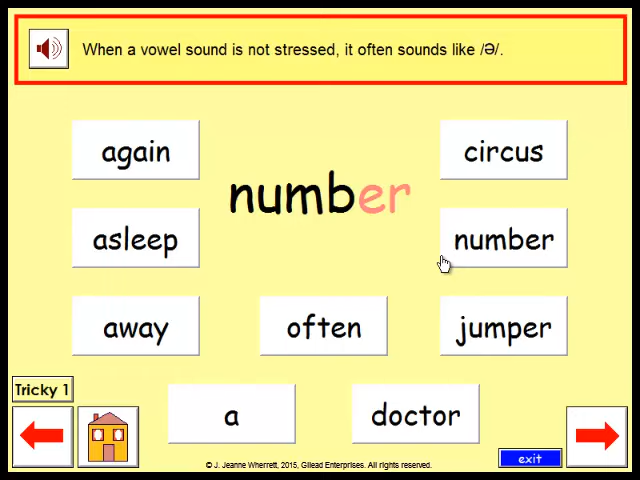 When a vowel sound is not stressed, it often sounds like /ə/.
again
circus
number
asleep
number
away
often
jumper
Tricky 1
a
doctor
exit
© J. Jeanne Wherrett, 2015, Gilead Enterprises. All rights reserved.